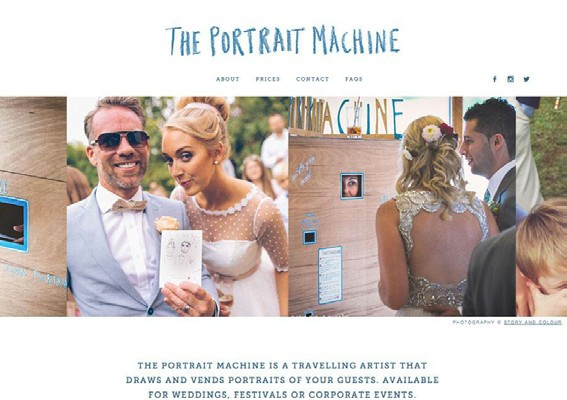 THE PORTRAIT MACHINE
ABOUT PRICES CONTACT FAQS
PHOTOGRAPHY © STORY AND COLOUR
THE PORTRAIT MACHINE IS A TRAVELLING ARTIST THAT
DRAWS AND VENDS PORTRAITS OF YOUR GUESTS. AVAILABLE
FOR WEDDINGS, FESTIVALS OR CORPORATE EVENTS.